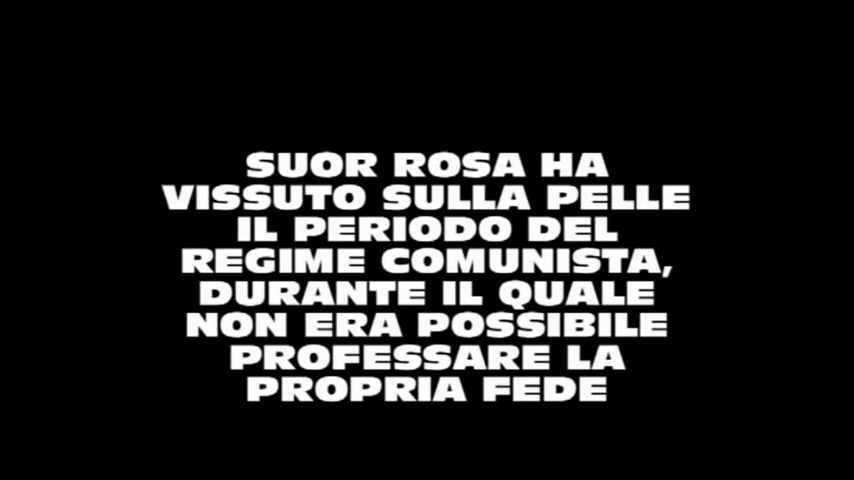 SUOR ROSA HA
VISSUTO SULLA PELLE
IL PERIODO DEL
REGIME COMUNISTA,
DURANTE IL QUALE
NON ERA POSSIBILE
PROFESSARE LA
PROPRIA FEDE